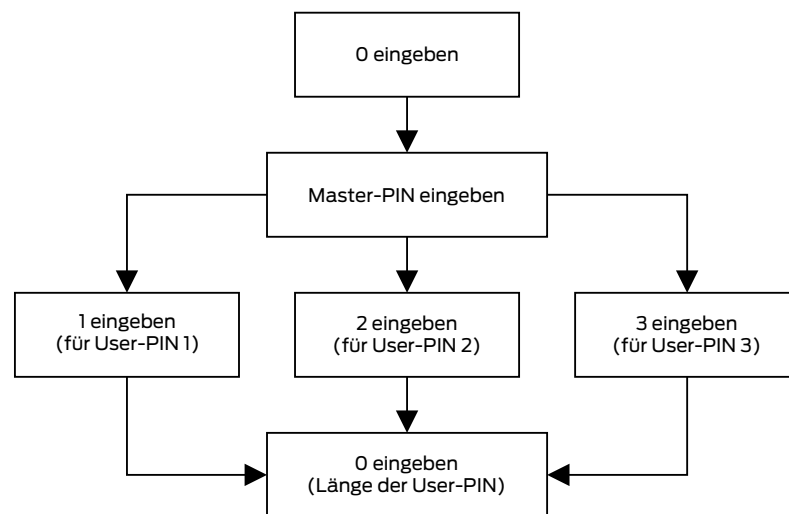 0 eingeben
Master-PIN eingeben
1 eingeben
(für User-PIN 1)
2 eingeben
(für User-PIN 2)
3 eingeben
(für User-PIN 3)
0 eingeben
(Länge der User-PIN)